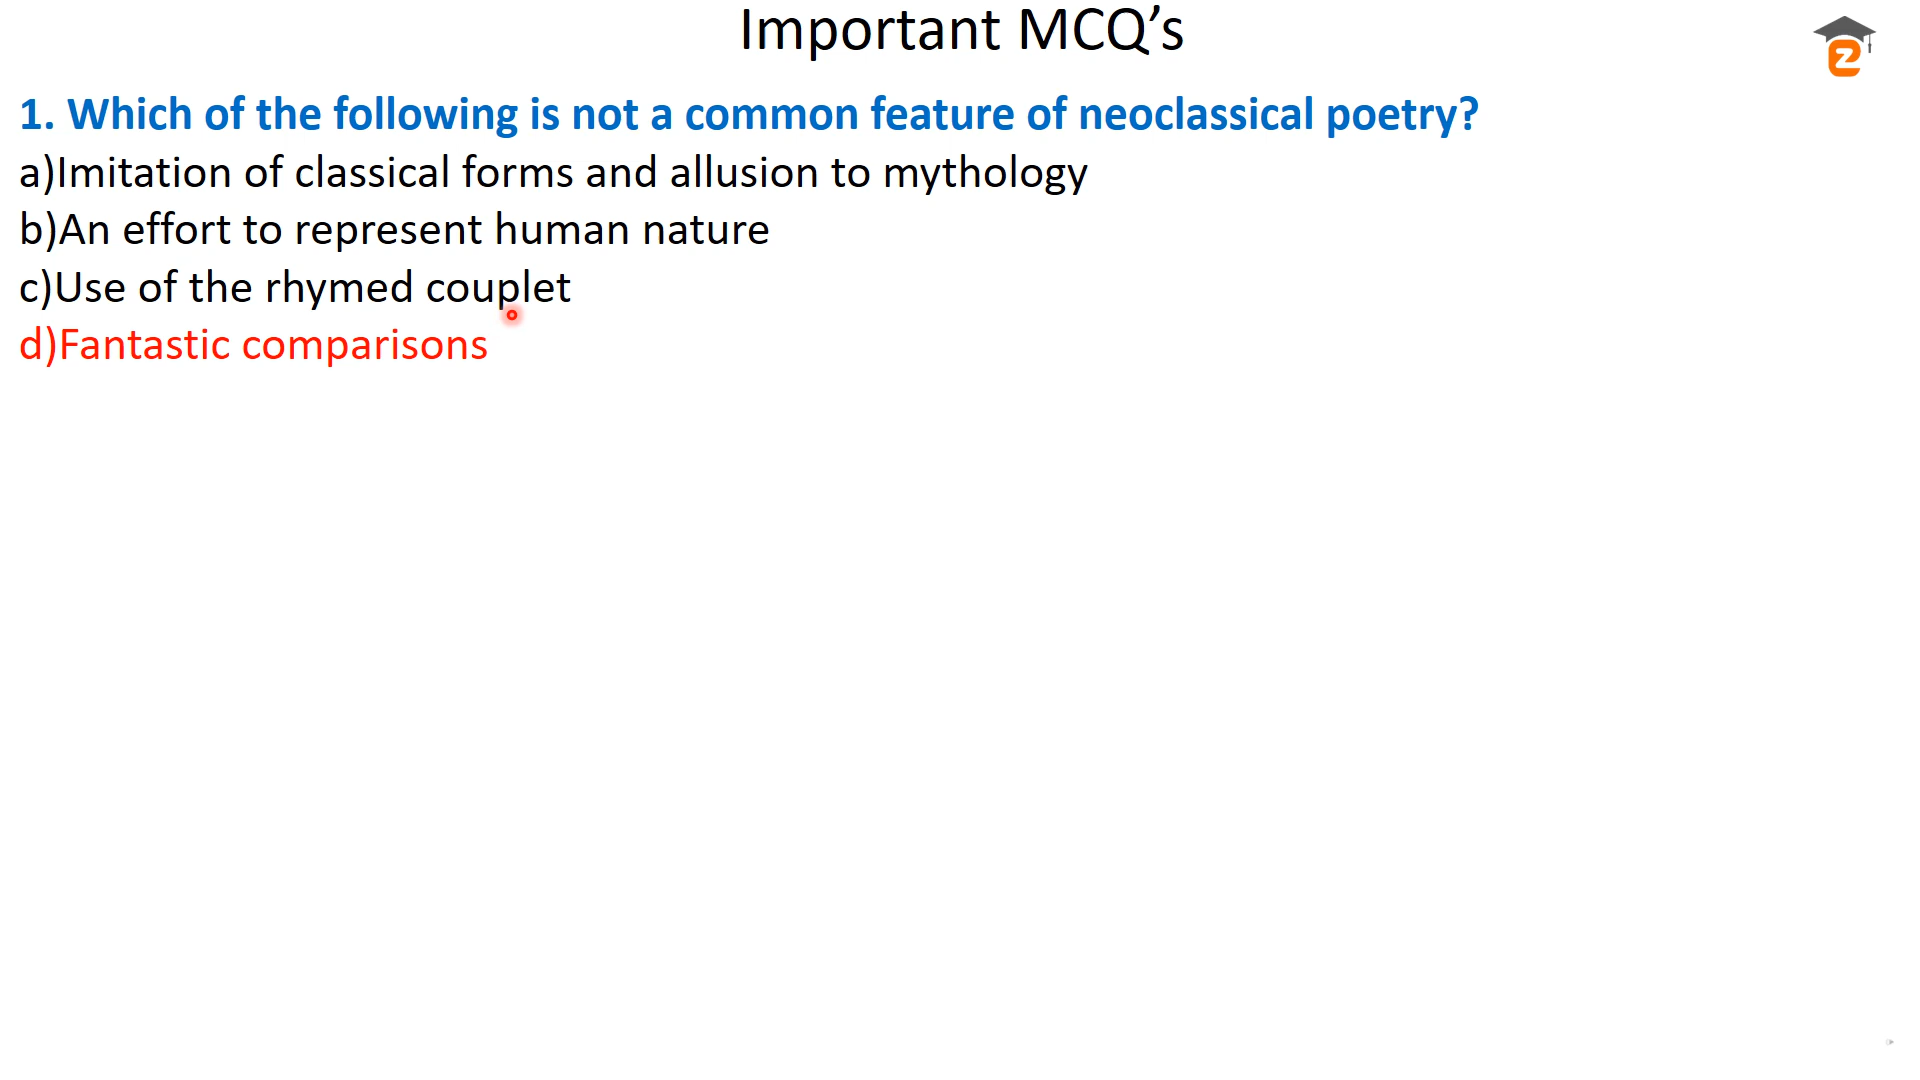 Important MCQ’s
1. Which of the following is not a common feature of neoclassical poetry?
a)Imitation of classical forms and allusion to mythology
b)An effort to represent human nature
c)Use of the rhymed couplet
d)Fantastic comparisons